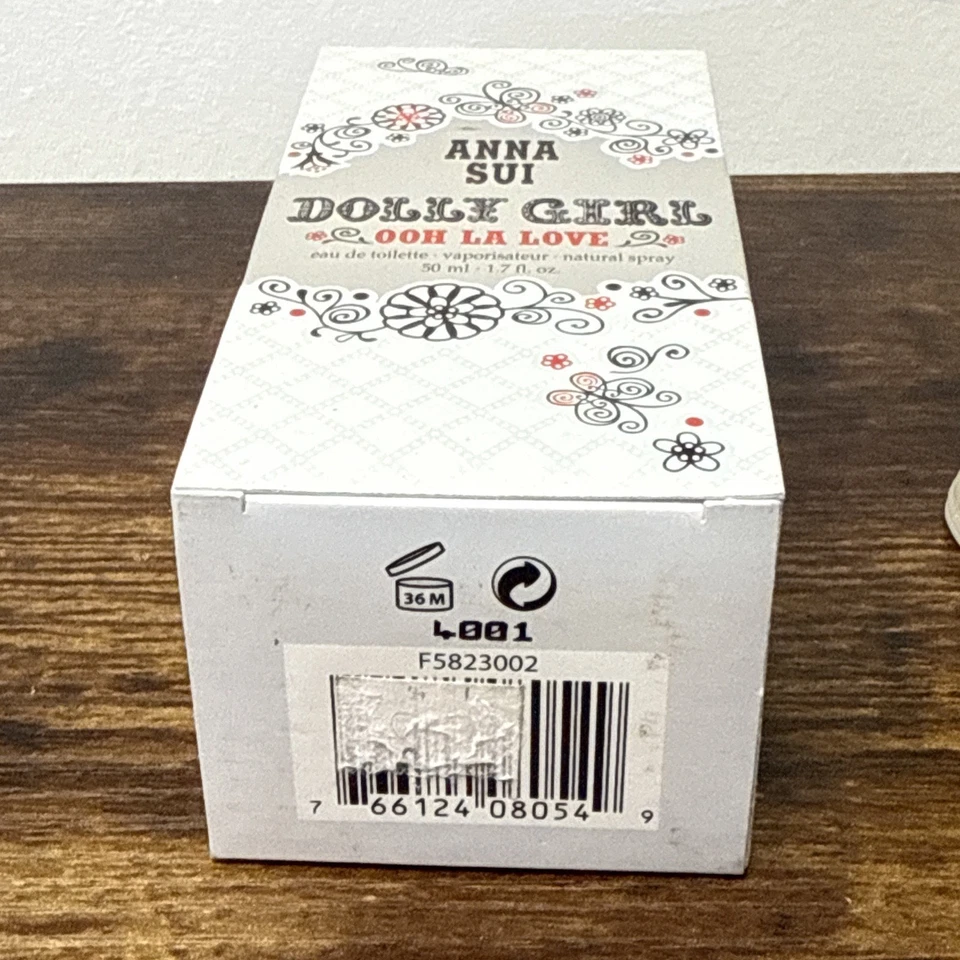 ANNA
SUI
DOLLY GIRL
OOH LA LOVE
eau de toilette · vaporisateur · natural spray
50 ml · 1.7 fl. oz.
36 M
4001
F5823002
7 66124 08054 9